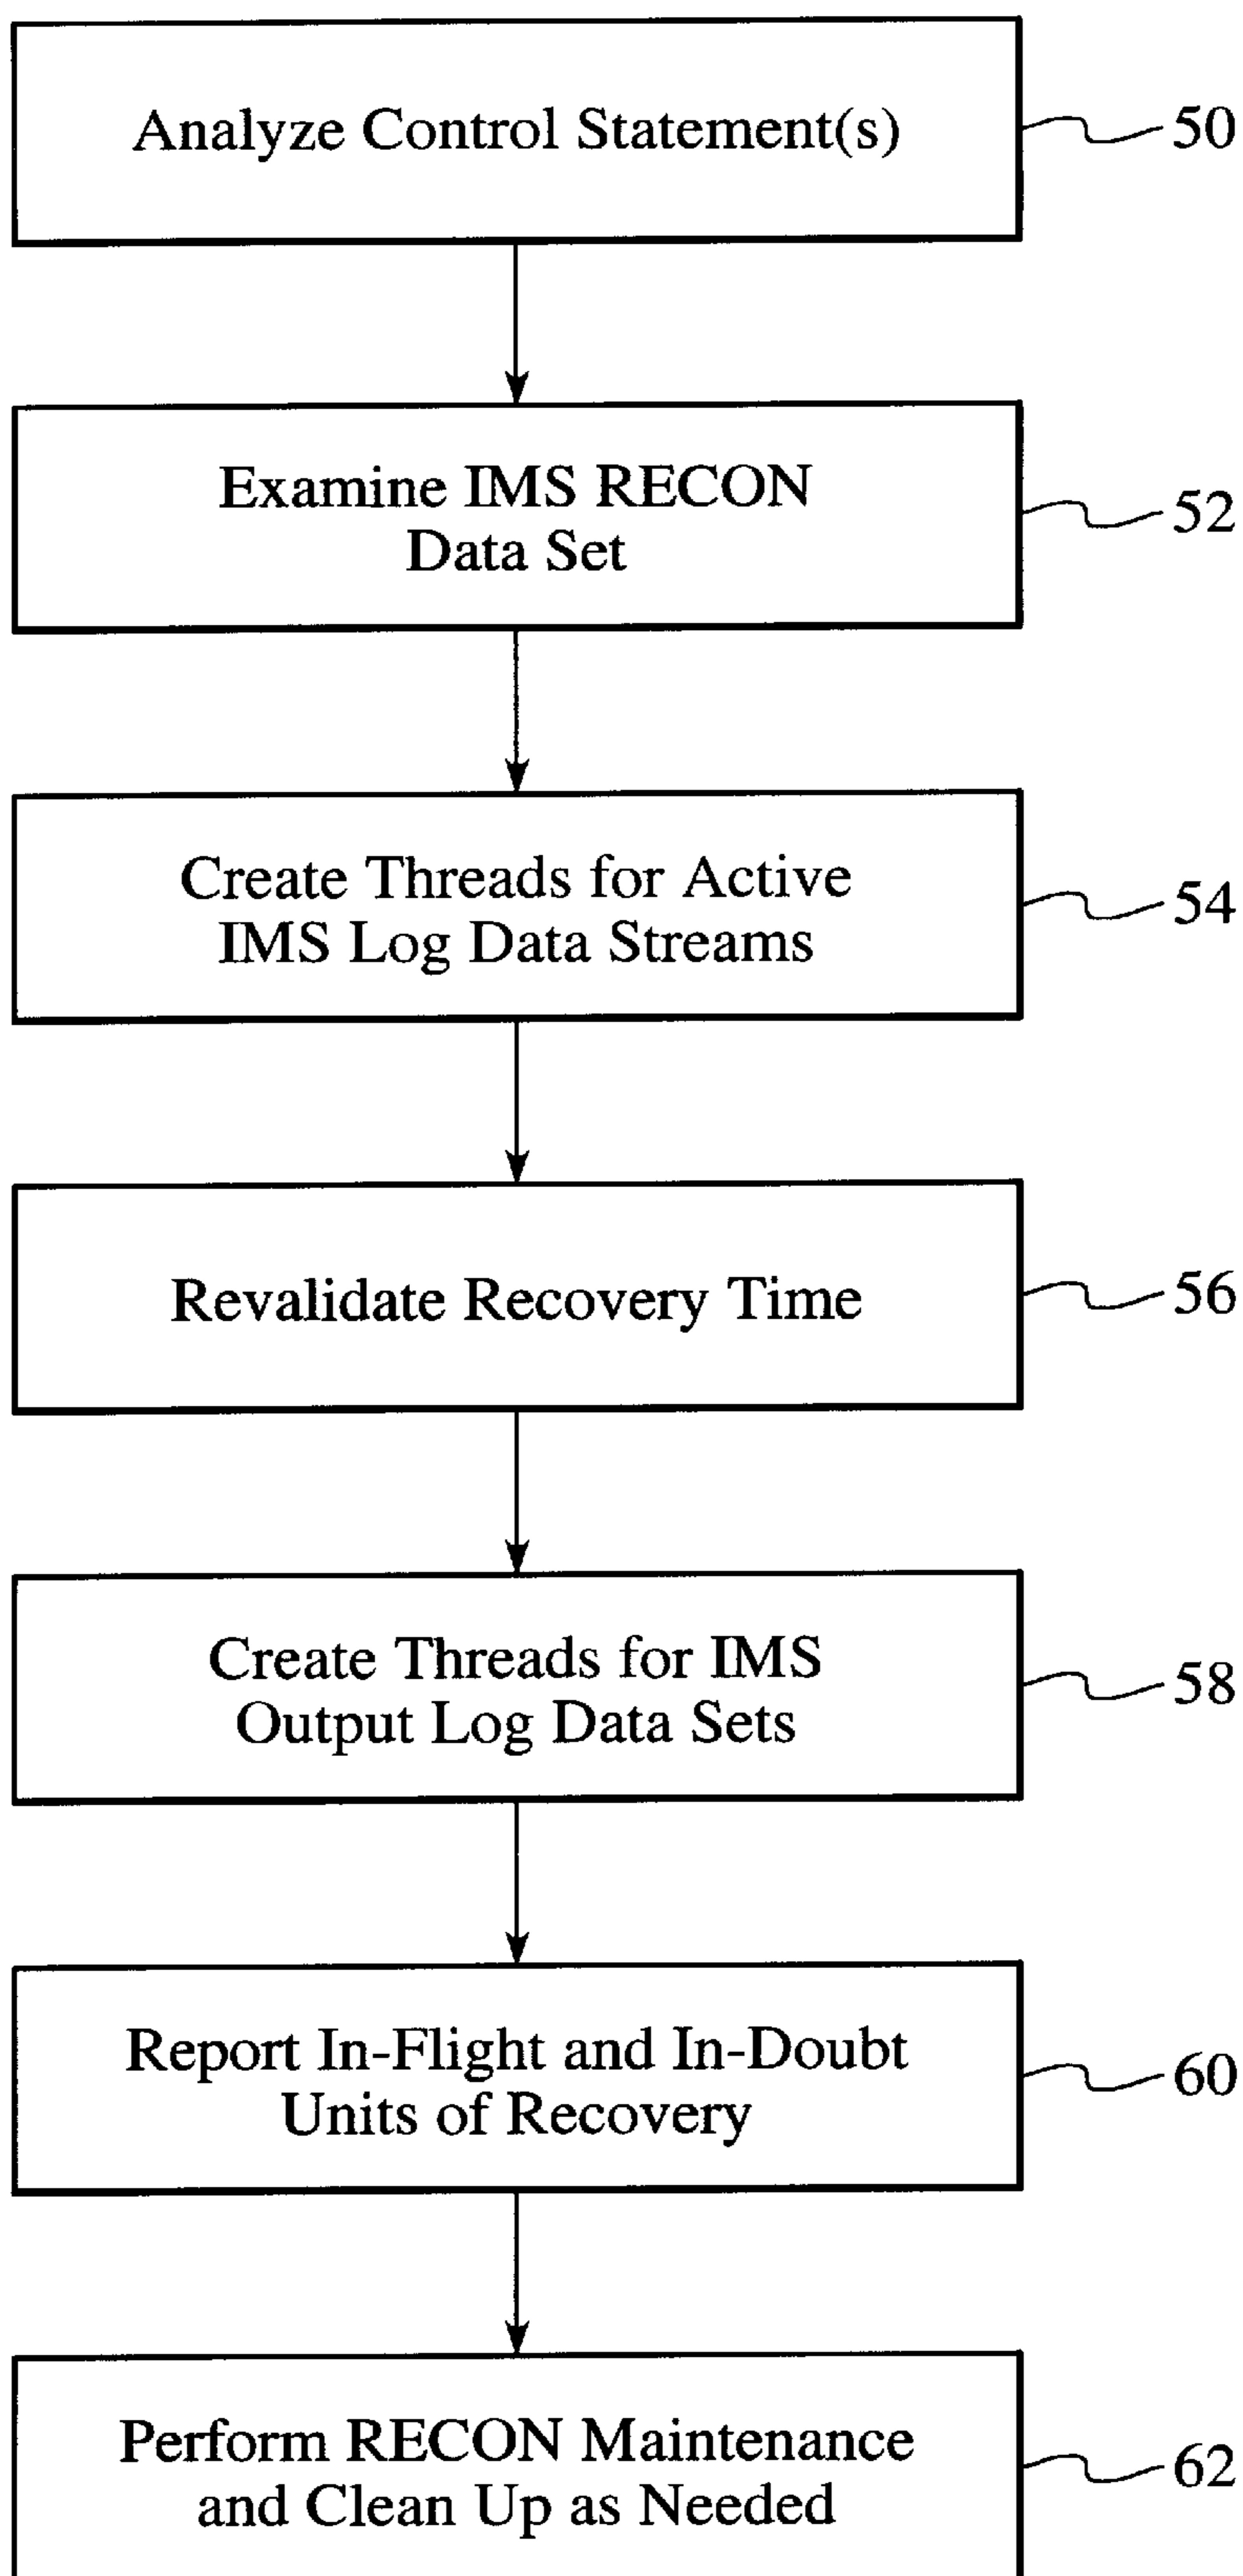 Analyze Control Statement(s)
50
Examine IMS RECON
Data Set
52
Create Threads for Active
IMS Log Data Streams
54
Revalidate Recovery Time
56
Create Threads for IMS
Output Log Data Sets
58
Report In-Flight and In-Doubt
Units of Recovery
60
Perform RECON Maintenance
and Clean Up as Needed
62